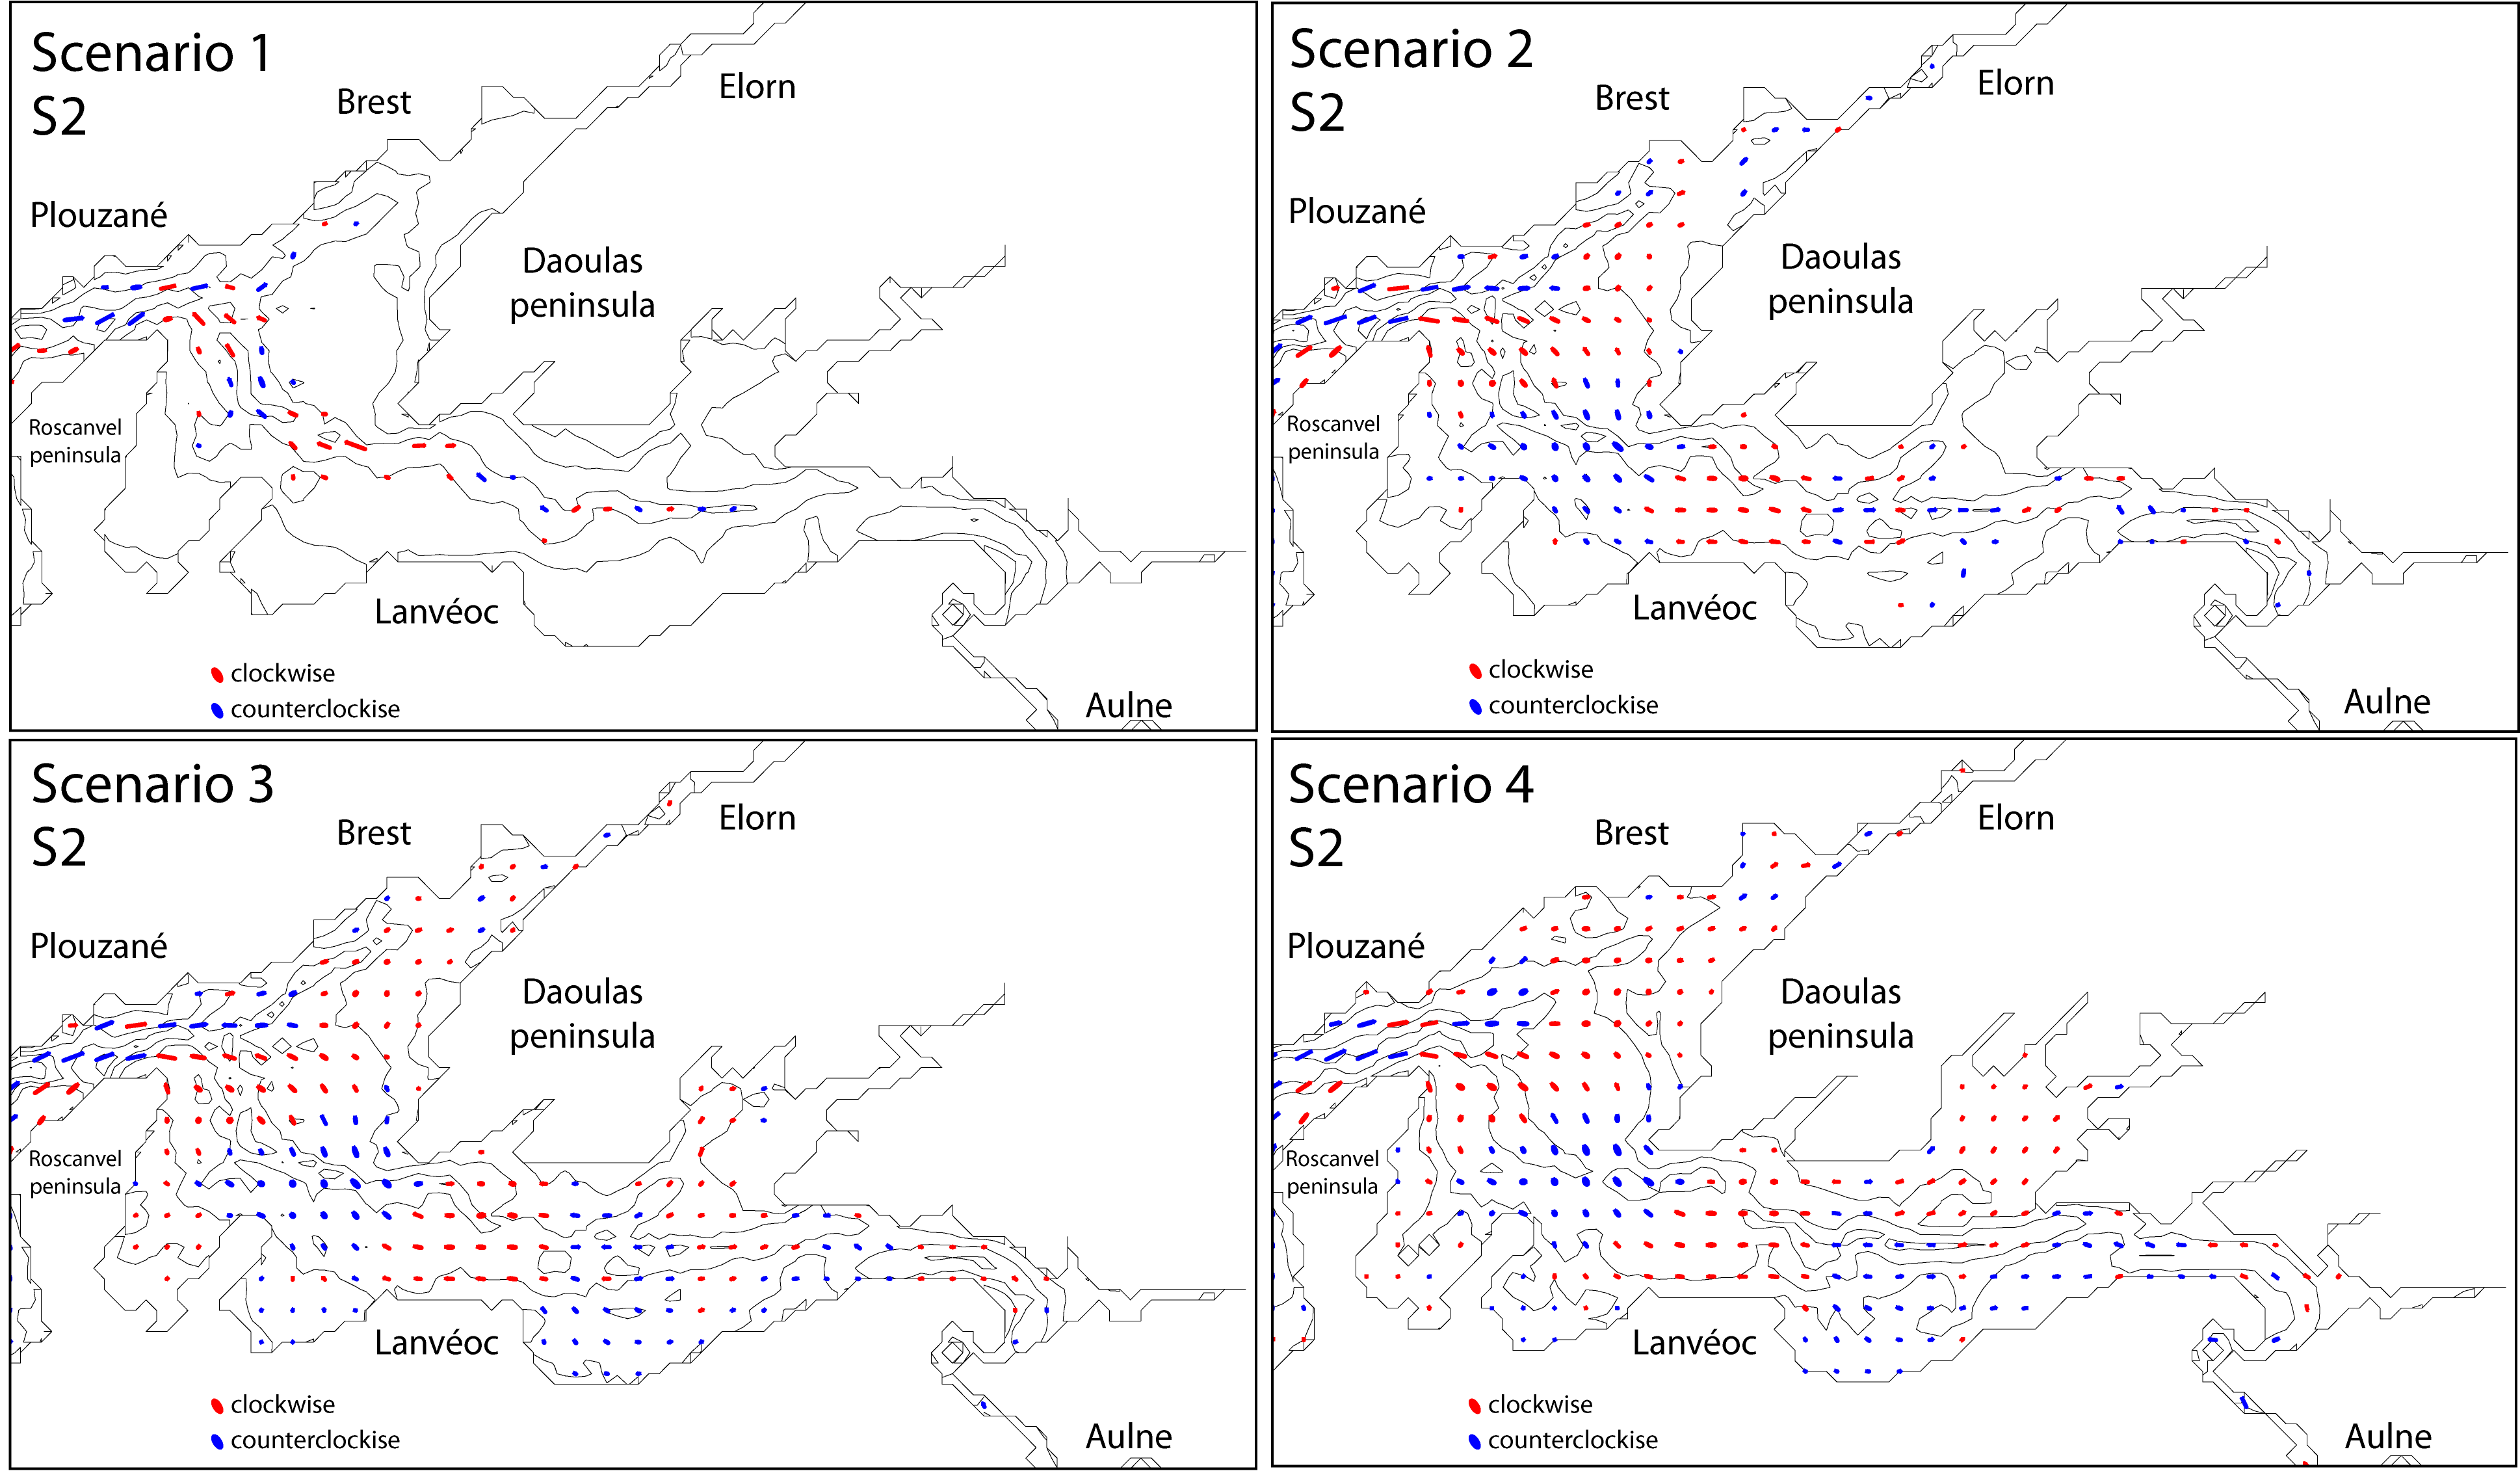 Scenario 1
S2
Brest
Elorn
Plouzané
Daoulas
peninsula
Roscanvel
peninsula
Lanvéoc
clockwise
counterclockise
Aulne
Scenario 2
S2
Brest
Elorn
Plouzané
Daoulas
peninsula
Roscanvel
peninsula
Lanvéoc
clockwise
counterclockise
Aulne
Scenario 3
S2
Brest
Elorn
Plouzané
Daoulas
peninsula
Roscanvel
peninsula
Lanvéoc
clockwise
counterclockise
Aulne
Scenario 4
S2
Brest
Elorn
Plouzané
Daoulas
peninsula
Roscanvel
peninsula
Lanvéoc
clockwise
counterclockise
Aulne